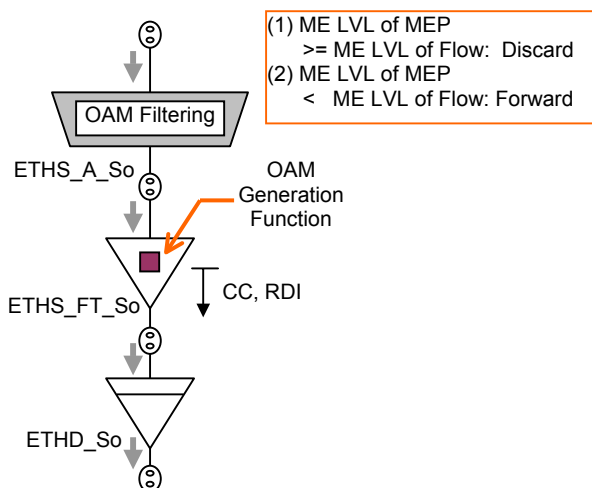 (1) ME LVL of MEP
>= ME LVL of Flow: Discard
(2) ME LVL of MEP
< ME LVL of Flow: Forward
OAM Filtering
ETHS_A_So
OAM
Generation
Function
CC, RDI
ETHS_FT_So
ETHD_So